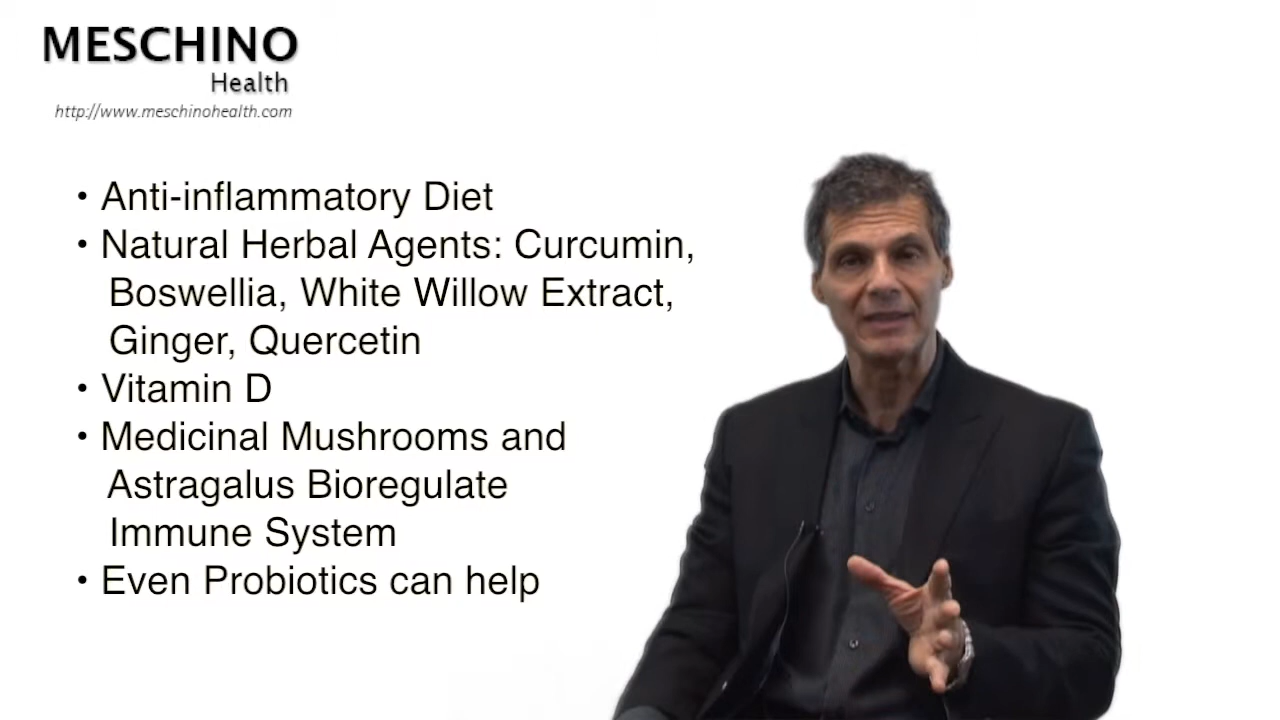 MESCHINO
Health
http://www.meschinohealth.com
• Anti-inflammatory Diet
• Natural Herbal Agents: Curcumin,
Boswellia, White Willow Extract,
Ginger, Quercetin
• Vitamin D
• Medicinal Mushrooms and
Astragalus Bioregulate
Immune System
• Even Probiotics can help